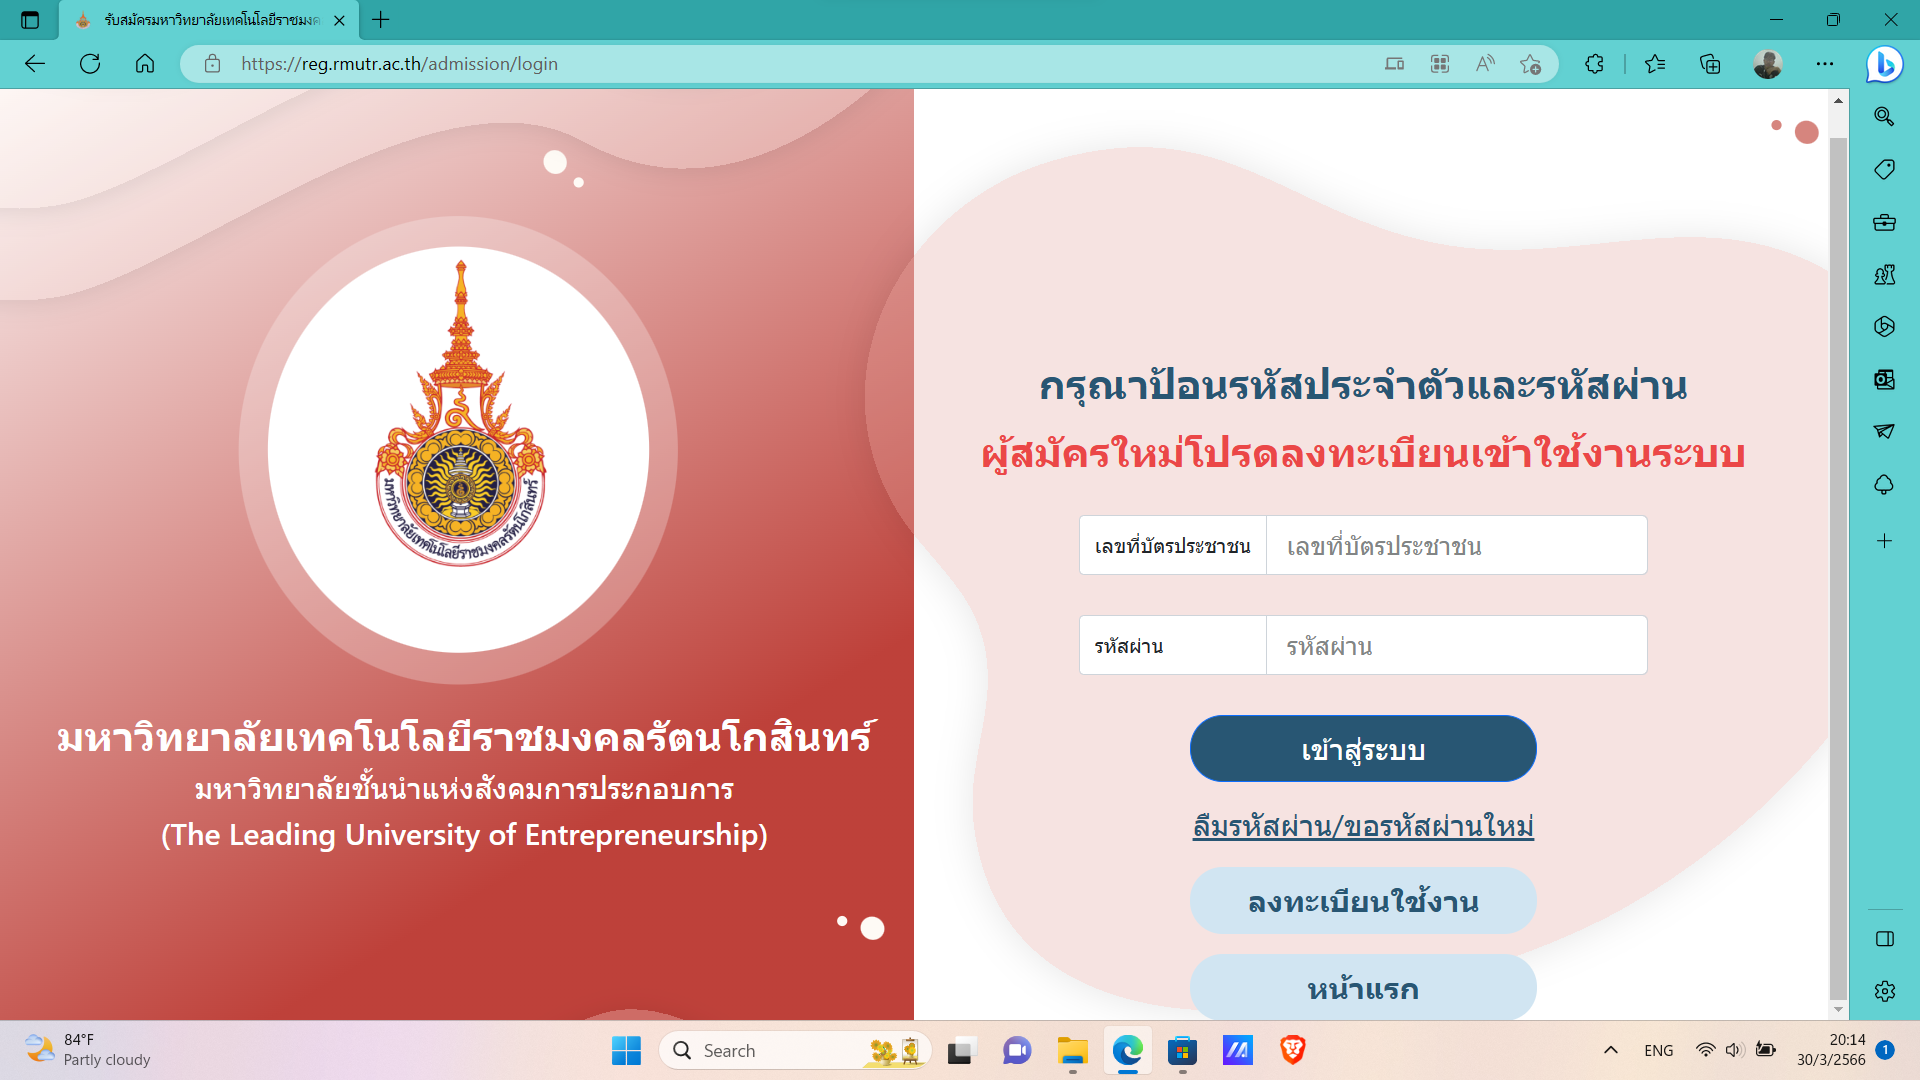 รับสมัครมหาวิทยาลัยเทคโนโลยีราชมงค
https://reg.rmutr.ac.th/admission/login
มหาวิทยาลัยเทคโนโลยีราชมงคลรัตนโกสินทร์
มหาวิทยาลัยเทคโนโลยีราชมงคลรัตนโกสินทร์
มหาวิทยาลัยชั้นนำแห่งสังคมการประกอบการ
(The Leading University of Entrepreneurship)
กรุณาป้อนรหัสประจำตัวและรหัสผ่าน
ผู้สมัครใหม่โปรดลงทะเบียนเข้าใช้งานระบบ
เลขที่บัตรประชาชน เลขที่บัตรประชาชน
รหัสผ่าน รหัสผ่าน
เข้าสู่ระบบ
ลืมรหัสผ่าน/ขอรหัสผ่านใหม่
ลงทะเบียนใช้งาน
หน้าแรก
84°F
Partly cloudy
Search
ENG
20:14
30/3/2566
1